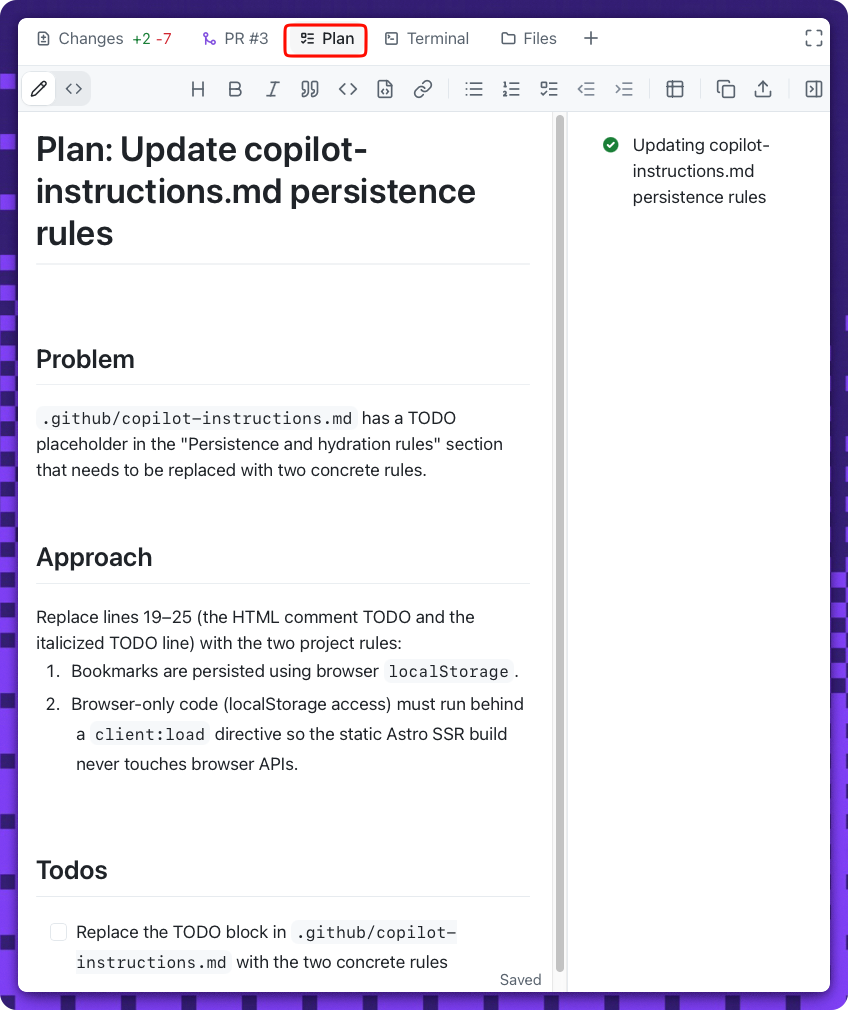 Changes +2 -7 PR #3 Plan Terminal Files
Plan: Update copilot-
instructions.md persistence
rules
Updating copilot-
instructions.md
persistence rules
Problem
.github/copilot-instructions.md has a TODO
placeholder in the "Persistence and hydration rules" section
that needs to be replaced with two concrete rules.
Approach
Replace lines 19–25 (the HTML comment TODO and the
italicized TODO line) with the two project rules:
1. Bookmarks are persisted using browser localStorage.
2. Browser-only code (localStorage access) must run behind
a client:load directive so the static Astro SSR build
never touches browser APIs.
Todos
Replace the TODO block in .github/copilot-
instructions.md with the two concrete rules
Saved